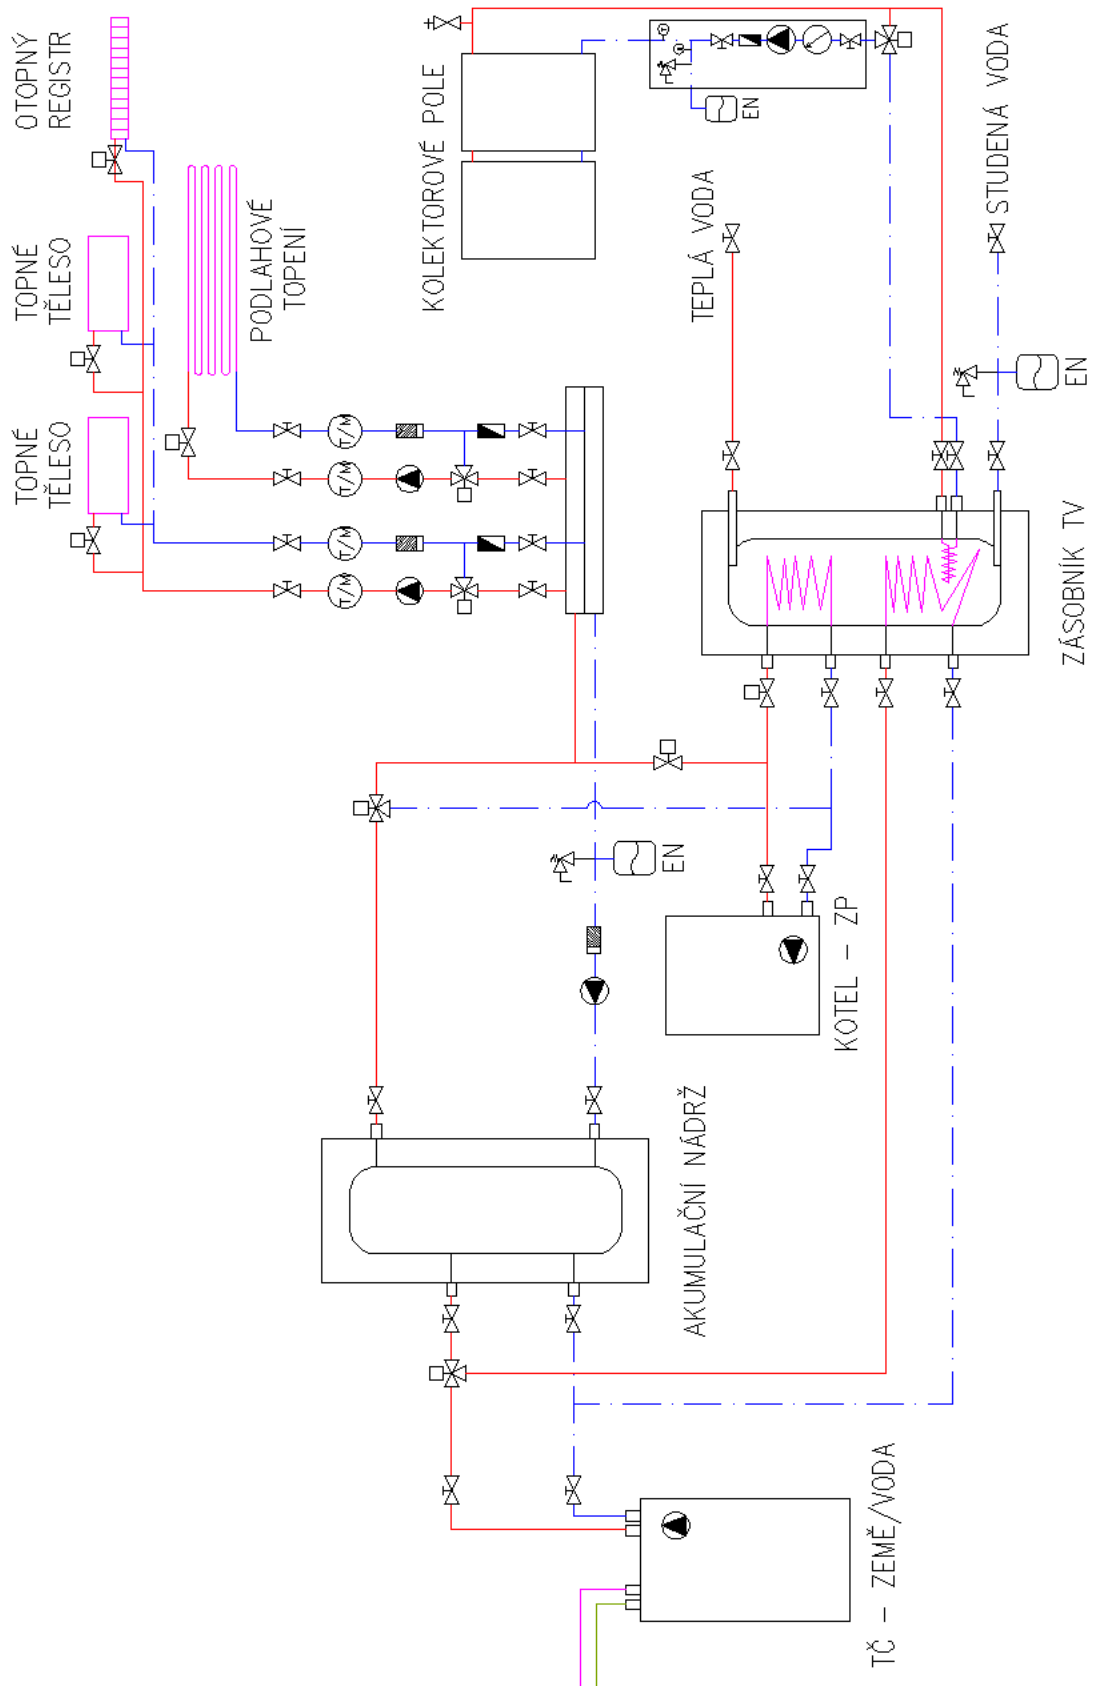 OTOPNÝ
REGISTR
TOPNÉ
TĚLESO
TOPNÉ
TĚLESO
PODLAHOVÉ
TOPENÍ
KOLEKTOROVÉ POLE
EN
TEPLÁ VODA
STUDENÁ VODA
EN
T/M
T/M
T/M
T/M
ZÁSOBNÍK TV
EN
KOTEL - ZP
AKUMULAČNÍ NÁDRŽ
TČ - ZEMĚ/VODA